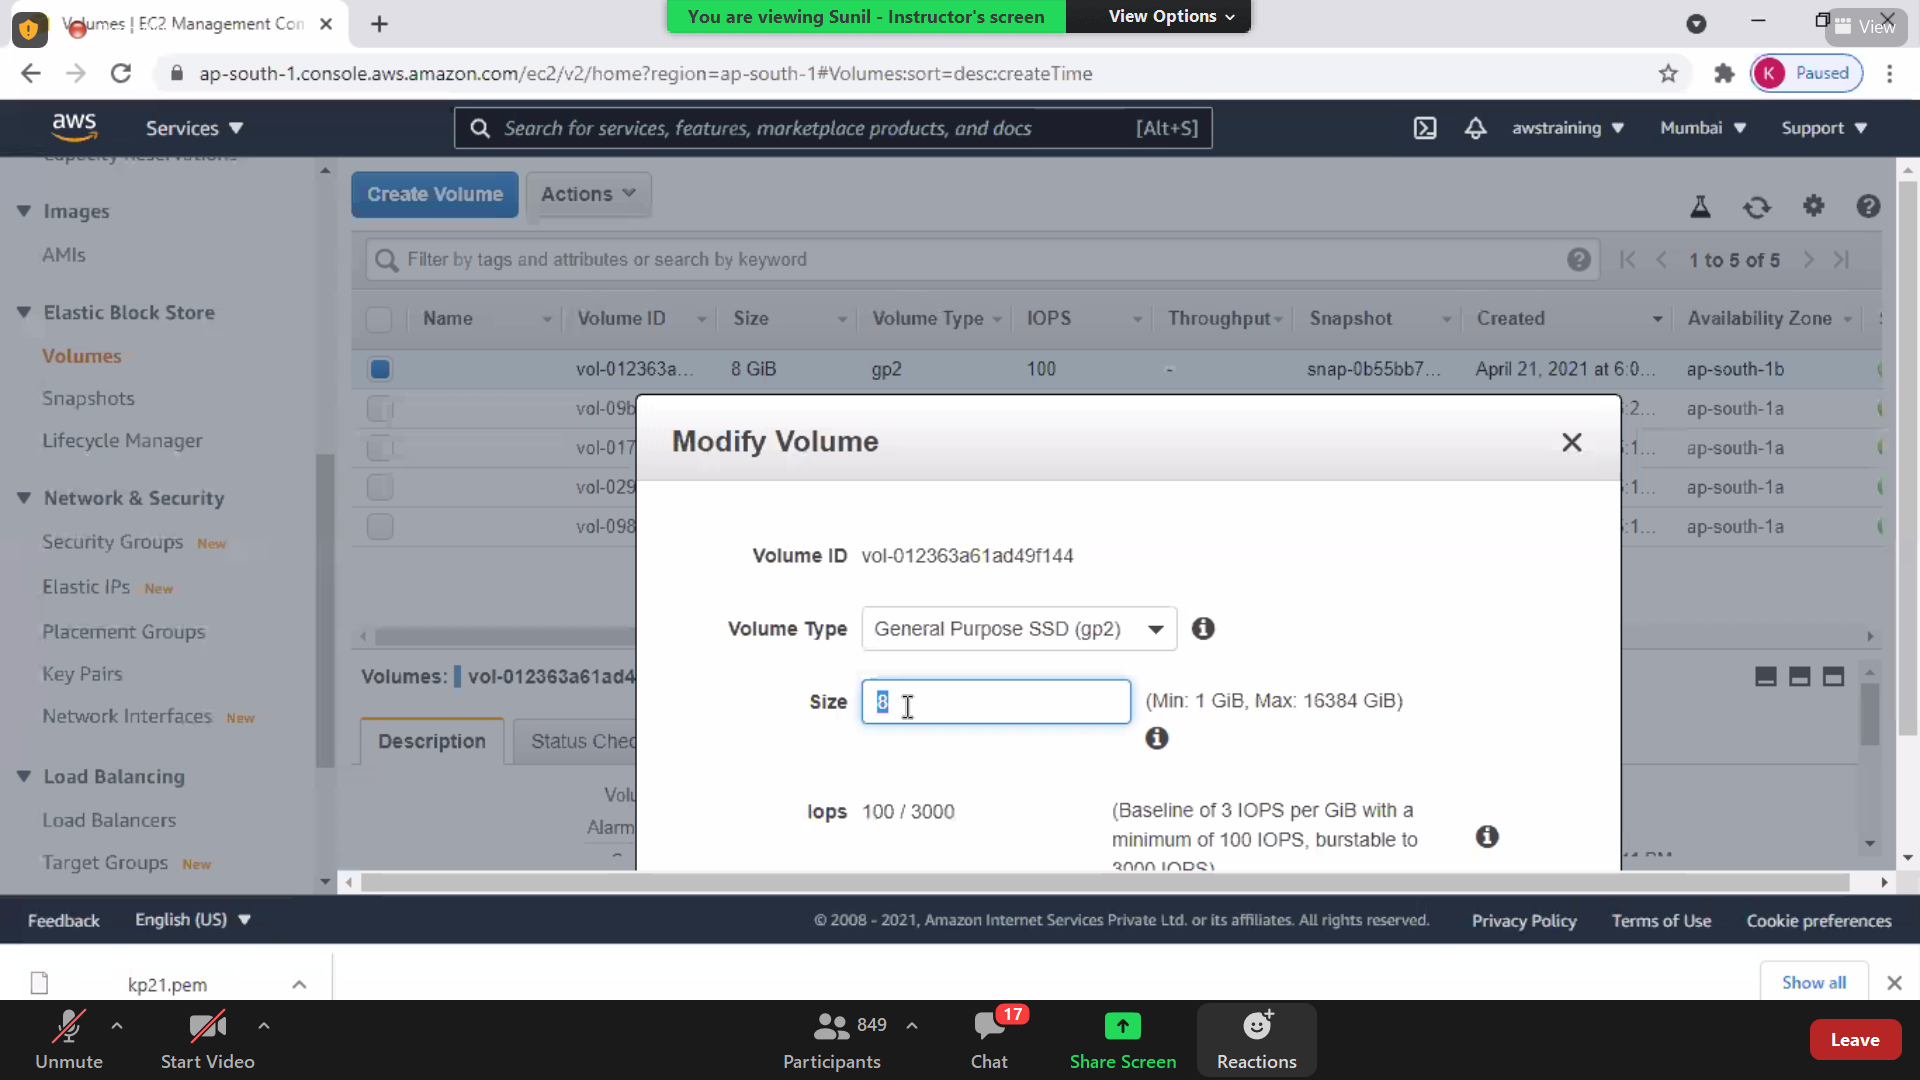 You are viewing Sunil - Instructor's screen
View Options
Volumes | EC2 Management Con
View
ap-south-1.console.aws.amazon.com/ec2/v2/home?region=ap-south-1#Volumes:sort=desc:createTime
K
Paused
aws
Services
Search for services, features, marketplace products, and docs
[Alt+S]
awstraining
Mumbai
Support
Capacity Reservations
Images
AMIs
Elastic Block Store
Volumes
Snapshots
Lifecycle Manager
Network & Security
Security Groups New
Elastic IPs New
Placement Groups
Key Pairs
Network Interfaces New
Load Balancing
Load Balancers
Target Groups New
Create Volume
Actions
Filter by tags and attributes or search by keyword
1 to 5 of 5
Name Volume ID Size Volume Type IOPS Throughput Snapshot Created Availability Zone
vol-012363a... 8 GiB gp2 100 - snap-0b55bb7... April 21, 2021 at 6:0... ap-south-1b
vol-09b :2... ap-south-1a
vol-017 :1... ap-south-1a
vol-029 :1... ap-south-1a
vol-098 :1... ap-south-1a
Volumes: vol-012363a61ad4
Description
Status Chec
Volu
Alarm
Modify Volume
Volume ID vol-012363a61ad49f144
Volume Type General Purpose SSD (gp2)
Size 8 (Min: 1 GiB, Max: 16384 GiB)
Iops 100 / 3000
(Baseline of 3 IOPS per GiB with a
minimum of 100 IOPS, burstable to
3000 IOPS)
Feedback
English (US)
© 2008 - 2021, Amazon Internet Services Private Ltd. or its affiliates. All rights reserved.
Privacy Policy
Terms of Use
Cookie preferences
kp21.pem
Show all
Unmute
Start Video
849
Participants
17
Chat
Share Screen
Reactions
Leave